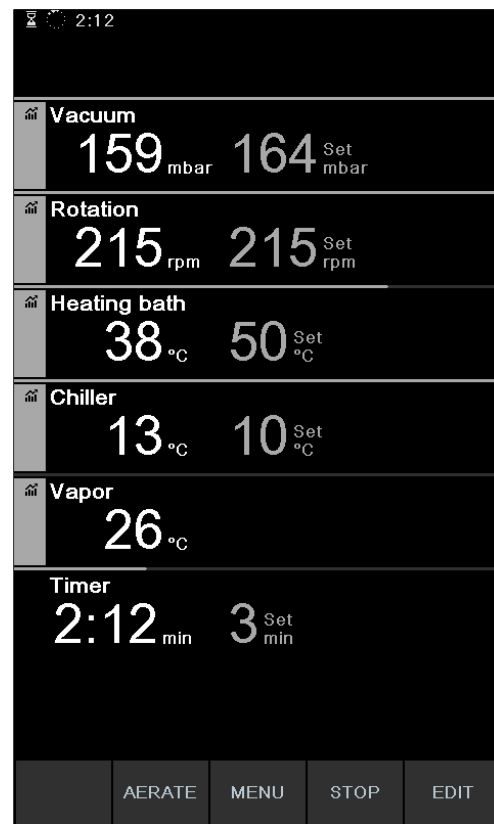 2:12
Vacuum
159 mbar 164 Set mbar
Rotation
215 rpm 215 Set rpm
Heating bath
38 °C 50 Set °C
Chiller
13 °C 10 Set °C
Vapor
26 °C
Timer
2:12 min 3 Set min
AERATE MENU STOP EDIT